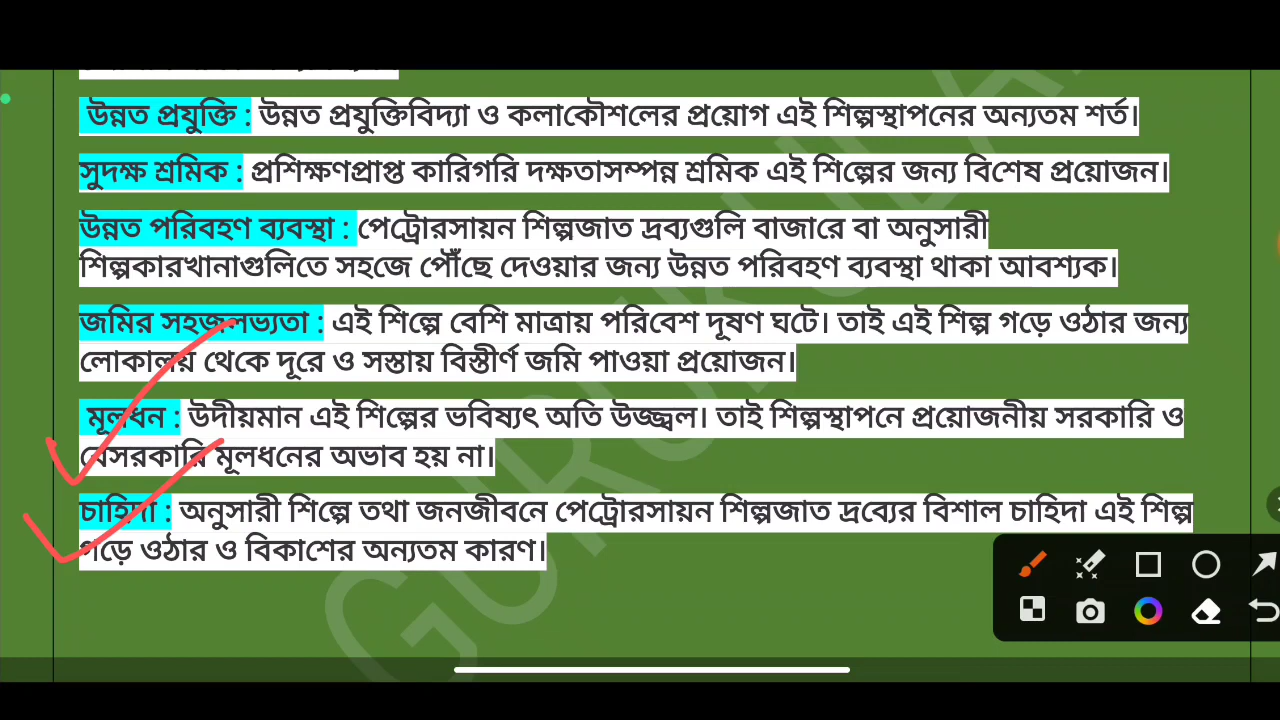 উন্নত প্রযুক্তি : উন্নত প্রযুক্তিবিদ্যা ও কলাকৌশলের প্রয়োগ এই শিল্পস্থাপনের অন্যতম শর্ত।
সুদক্ষ শ্রমিক : প্রশিক্ষণপ্রাপ্ত কারিগরি দক্ষতাসম্পন্ন শ্রমিক এই শিল্পের জন্য বিশেষ প্রয়োজন।
উন্নত পরিবহণ ব্যবস্থা : পেট্রোরসায়ন শিল্পজাত দ্রব্যগুলি বাজারে বা অনুসারী
শিল্পকারখানাগুলিতে সহজে পৌঁছে দেওয়ার জন্য উন্নত পরিবহণ ব্যবস্থা থাকা আবশ্যক।
জমির সহজলভ্যতা : এই শিল্পে বেশি মাত্রায় পরিবেশ দূষণ ঘটে। তাই এই শিল্প গড়ে ওঠার জন্য
লোকালয় থেকে দূরে ও সস্তায় বিস্তীর্ণ জমি পাওয়া প্রয়োজন।
মূলধন : উদীয়মান এই শিল্পের ভবিষ্যৎ অতি উজ্জ্বল। তাই শিল্পস্থাপনে প্রয়োজনীয় সরকারি ও
বেসরকারি মূলধনের অভাব হয় না।
চাহিদা : অনুসারী শিল্পে তথা জনজীবনে পেট্রোরসায়ন শিল্পজাত দ্রব্যের বিশাল চাহিদা এই শিল্প
গড়ে ওঠার ও বিকাশের অন্যতম কারণ।